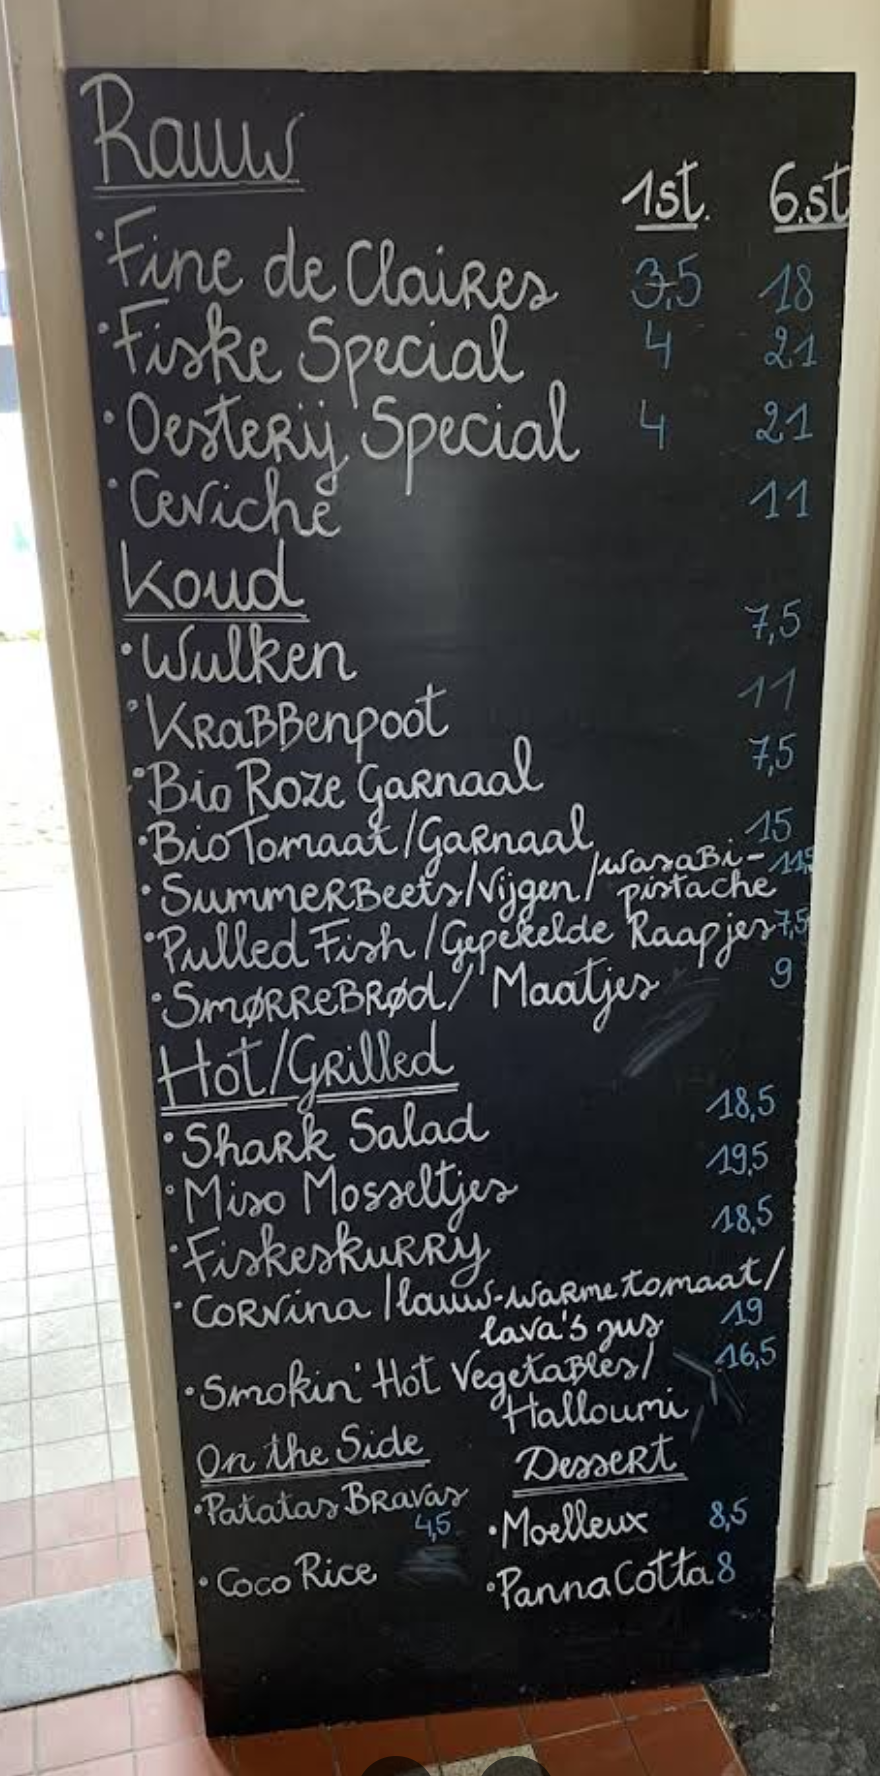 Rauw
1st. 6.st
·Fine de Claires 3,5 18
·Fiske Special 4 21
·Oesterij Special 4 21
·Ceviche 11
Koud
·Wulken 7,5
·Krabbenpoot 11
·Bio Roze Garnaal 7,5
·Bio Tomaat/Garnaal 15
·SummerBeets/Vijgen/wasabi- 11,5
pistache
·Pulled Fish/Gepekelde Raapjes 7,5
·Smørrebrød/Maatjes 9
Hot/Grilled
·Shark Salad 18,5
·Miso Mosseltjes 19,5
·Fiskeskurry 18,5
·Corvina/lauw-warme tomaat/
lava's jus 19
·Smokin' Hot Vegetables/ 16,5
Halloumi
On the Side
·Patatas Bravas
4,5
·Coco Rice
Dessert
·Moelleux 8,5
·Panna Cotta 8